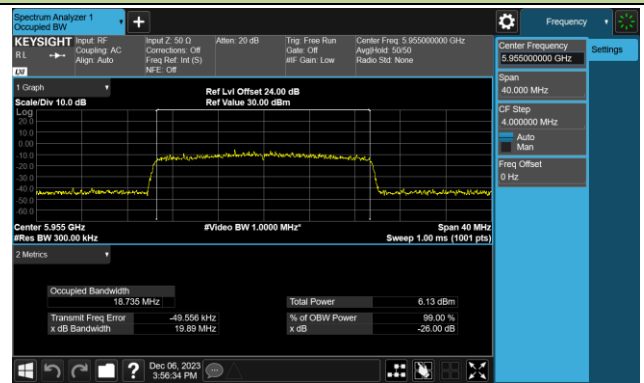 Spectrum Analyzer 1
Occupied BW
Frequency
KEYSIGHT
RL
Input: RF
Coupling: AC
Align: Auto
Input Z: 50 Ω
Corrections: Off
Freq Ref: Int (S)
NFE: Off
Atten: 20 dB
Trig: Free Run
Gate: Off
#IF Gain: Low
Center Freq: 5.955000000 GHz
Avg|Hold: 50/50
Radio Std: None
LXI
1 Graph
Scale/Div 10.0 dB
Ref Lvl Offset 24.00 dB
Ref Value 30.00 dBm
Log
20.0
10.0
0.00
-10.0
-20.0
-30.0
-40.0
-50.0
-60.0
Center 5.955 GHz
#Res BW 300.00 kHz
#Video BW 1.0000 MHz*
Span 40 MHz
Sweep 1.00 ms (1001 pts)
2 Metrics
Occupied Bandwidth
18.735 MHz
Transmit Freq Error -49.556 kHz
x dB Bandwidth 19.89 MHz
Total Power 6.13 dBm
% of OBW Power 99.00 %
x dB -26.00 dB
Center Frequency
5.955000000 GHz
Span
40.000 MHz
CF Step
4.000000 MHz
Auto
Man
Freq Offset
0 Hz
Settings
?
Dec 06, 2023
3:56:34 PM